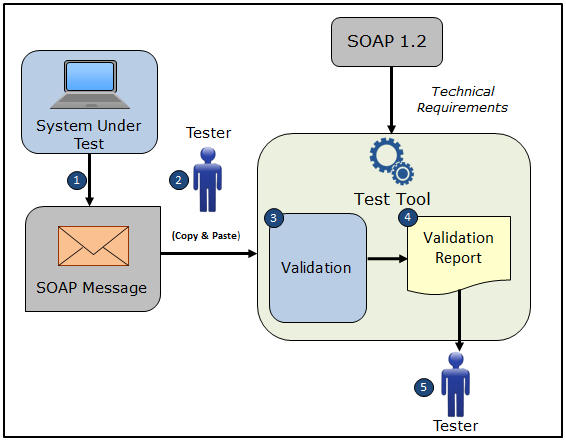 SOAP 1.2
System Under
Test
Technical
Requirements
Tester
1
2
Test Tool
(Copy & Paste)
SOAP Message
3
Validation
4
Validation
Report
5
Tester